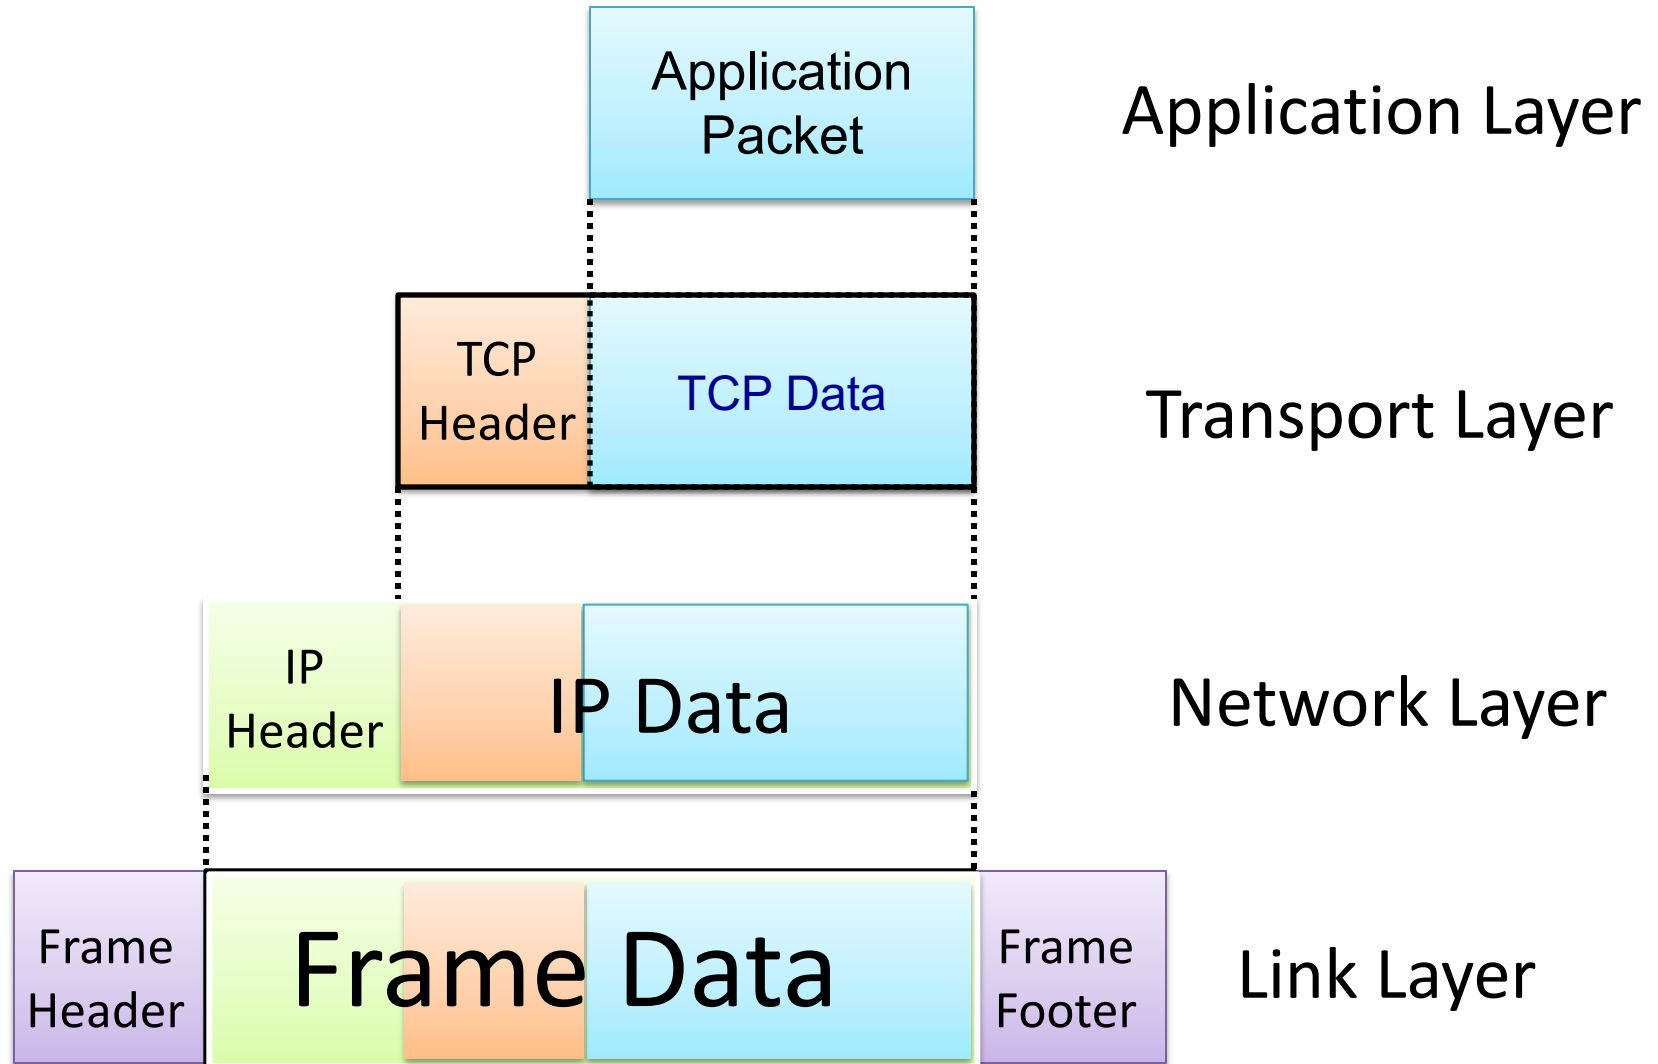 Application
Packet
Application Layer
TCP
Header
TCP Data
Transport Layer
IP
Header
IP Data
Network Layer
Frame
Header
Frame Data
Frame
Footer
Link Layer